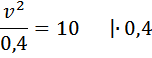 v²/0,4 = 10 |· 0,4